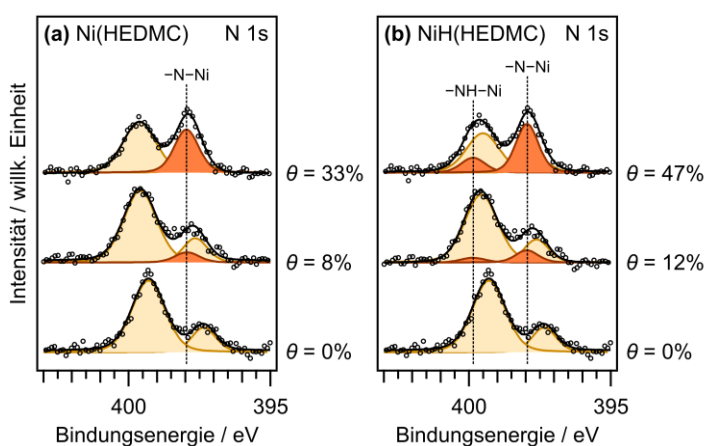 (a) Ni(HEDMC) N 1s
−N−Ni
θ = 33%
θ = 8%
θ = 0%
400 395
Bindungsenergie / eV
Intensität / willk. Einheit
(b) NiH(HEDMC) N 1s
−N−Ni
−NH−Ni
θ = 47%
θ = 12%
θ = 0%
400 395
Bindungsenergie / eV